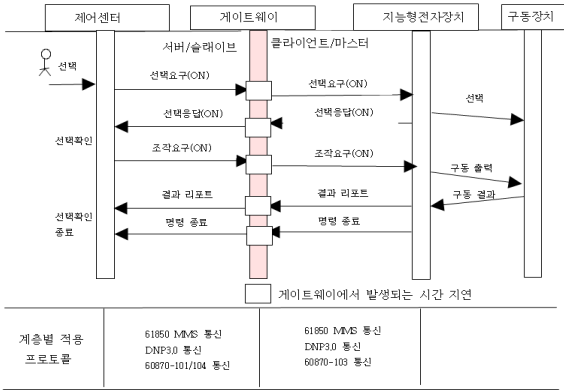 제어센터
게이트웨이
지능형전자장치
구동장치
서버/슬래이브
클라이언트/마스터
선택
선택요구(ON)
선택요구(ON)
선택
선택응답(ON)
선택응답(ON)
선택확인
조작요구(ON)
조작요구(ON)
구동 출력
결과 리포트
결과 리포트
구동 결과
선택확인
종료
명령 종료
명령 종료
게이트웨이에서 발생되는 시간 지연
계층별 적용
프로토콜
61850 MMS 통신
DNP3.0 통신
60870-101/104 통신
61850 MMS 통신
DNP3.0 통신
60870-103 통신